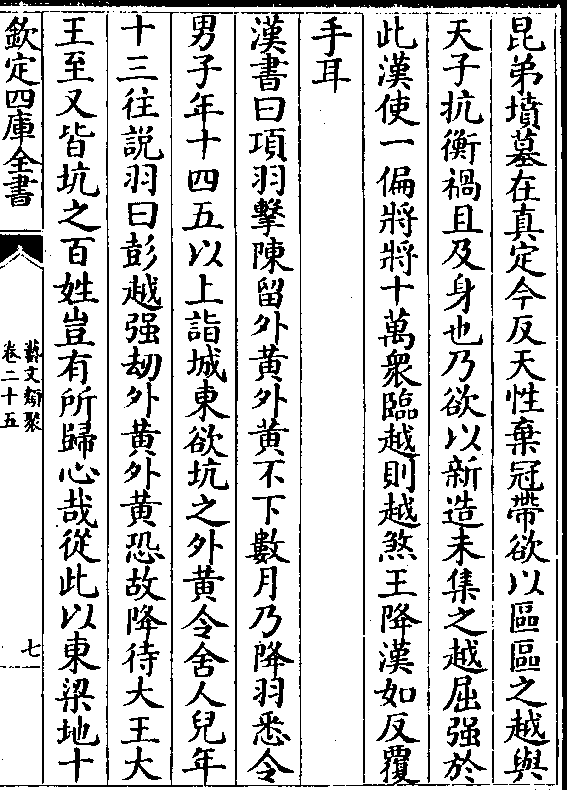 昆弟墳墓在真定今反天性棄冠帶欲以區區之越與
天子抗衡禍且及身也乃欲以新造未集之越屈强於
此漢使一偏將將十萬衆臨越則越煞王降漢如反覆
手耳
漢書曰項羽擊陳留外黄外黄不下數月乃降羽悉令
男子年十四五以上詣城東欲坑之外黄令舍人兒年
十三往説羽曰彭越强劫外黄外黄恐故降待大王大
王至又皆坑之百姓豈有所歸心哉從此以東梁地十
欽定四庫全書
藝文類聚
卷二十五
七